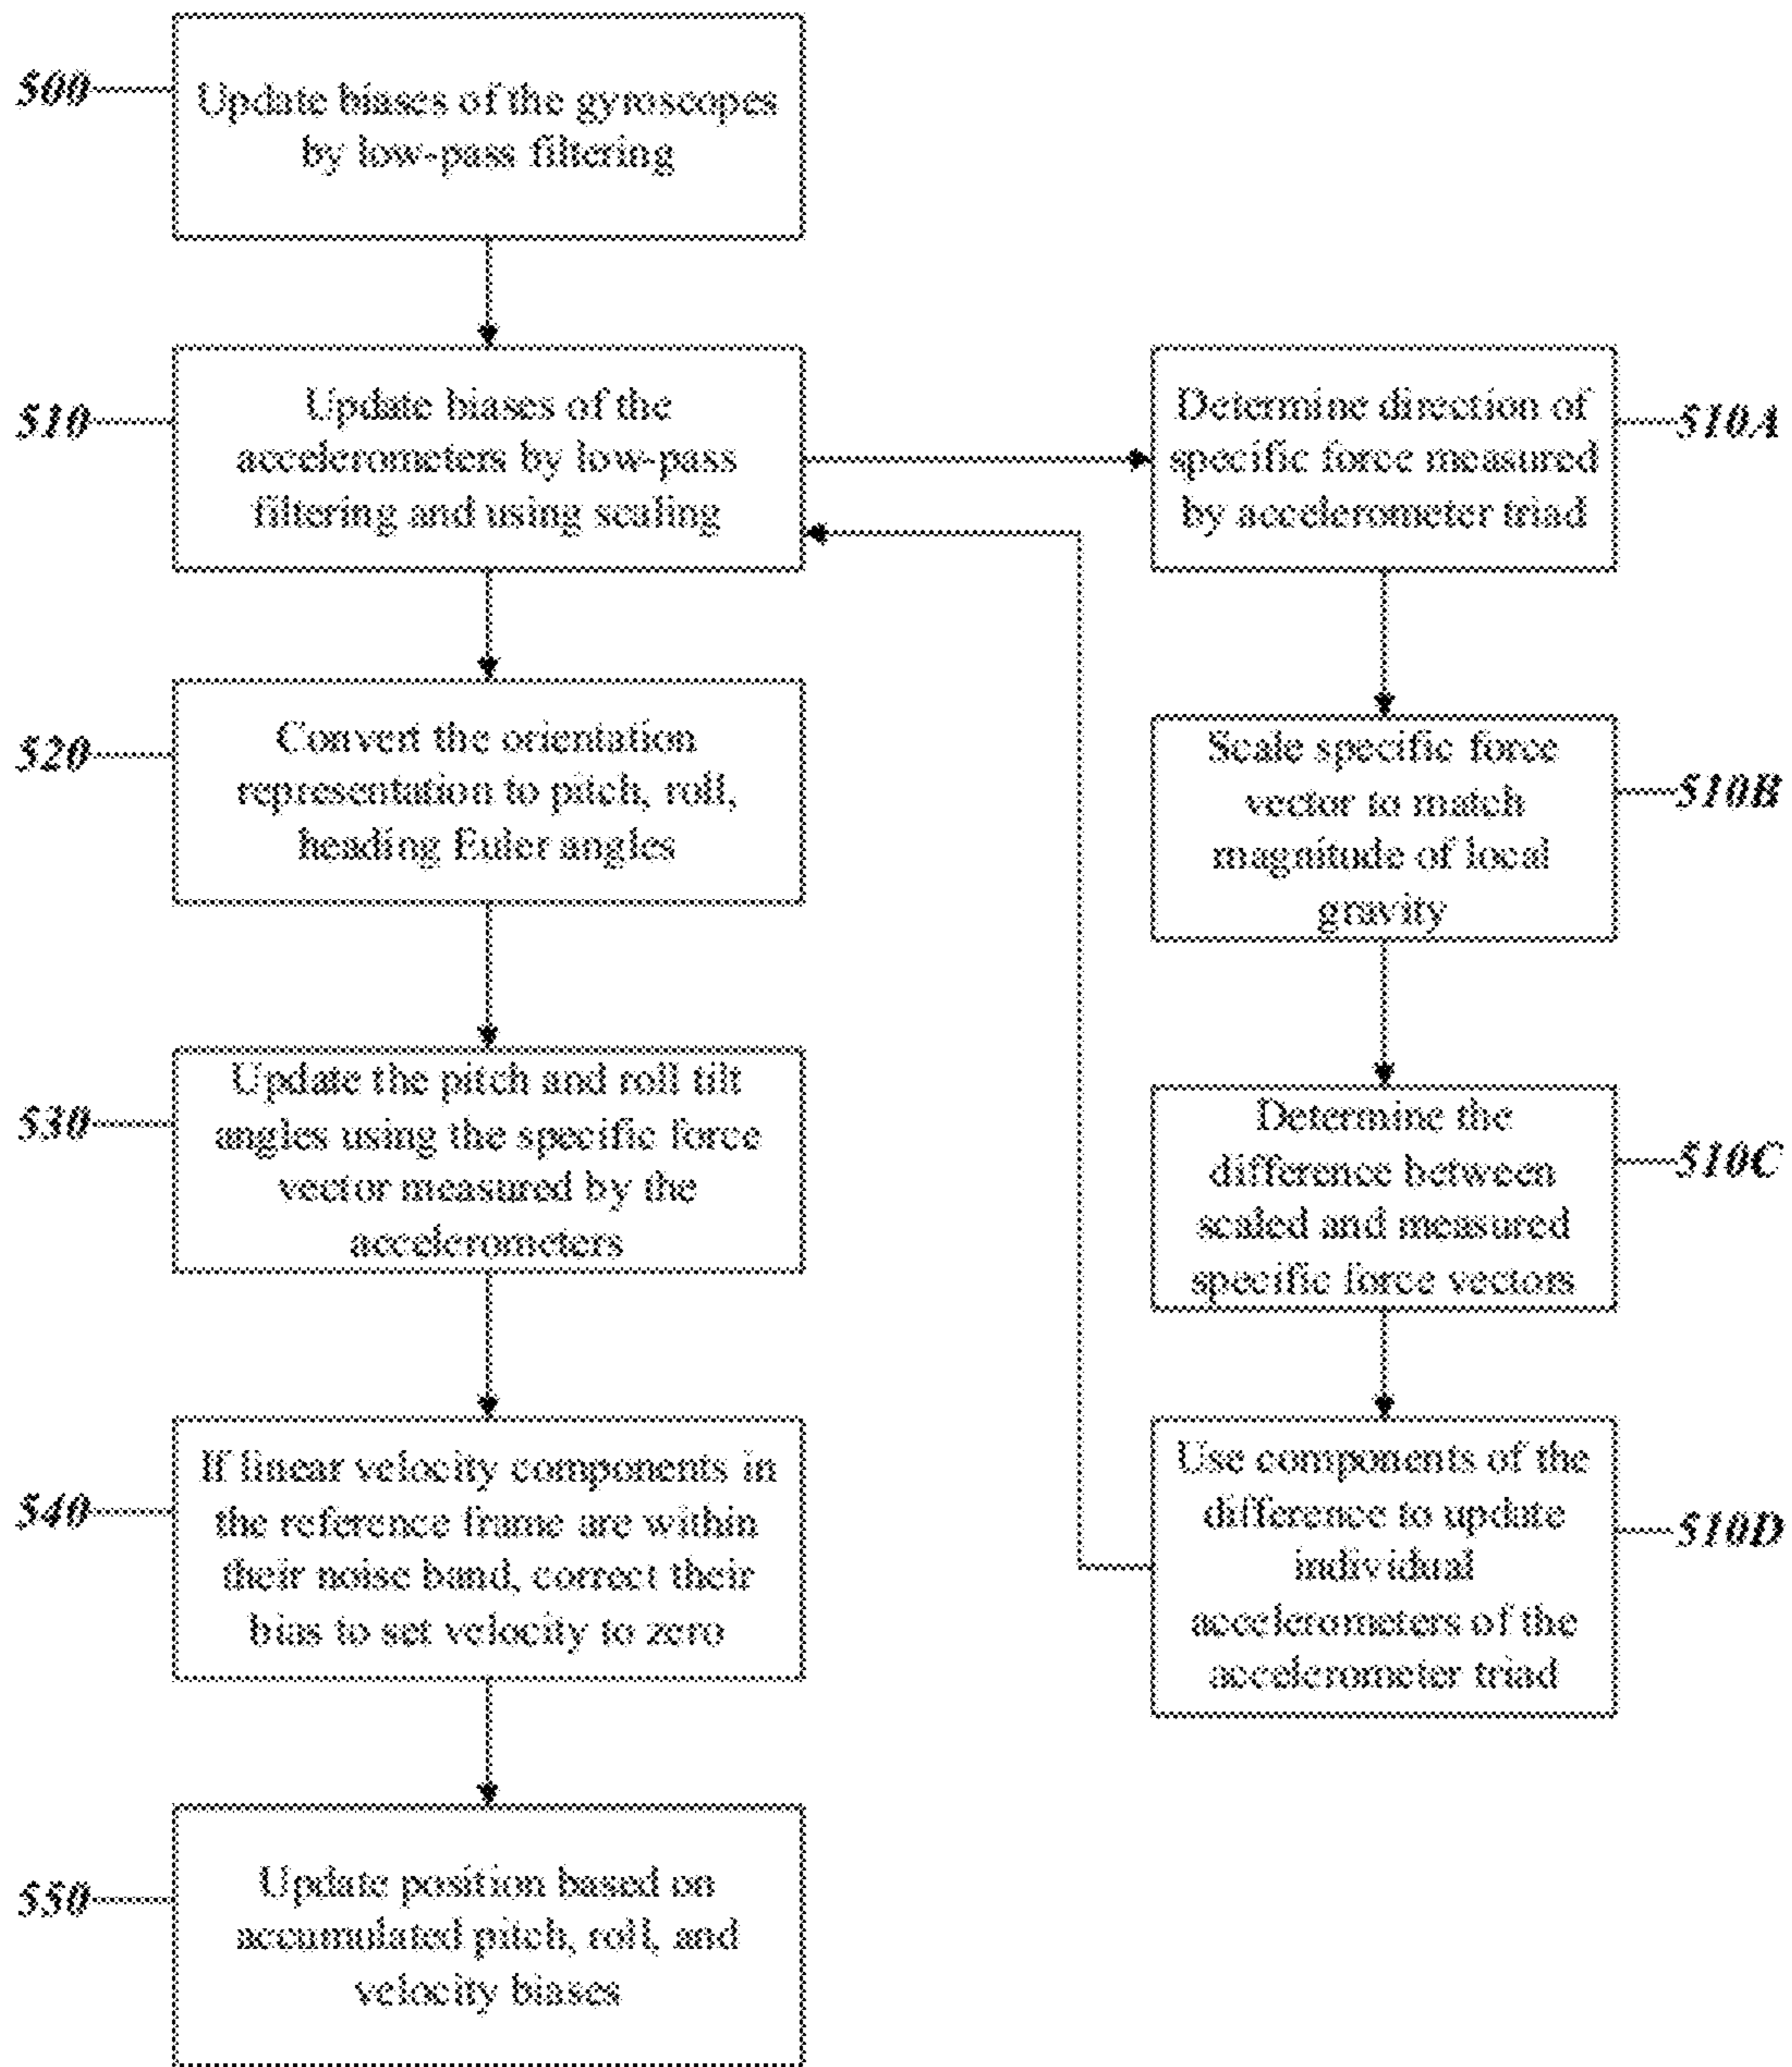 500
Update biases of the gyroscopes
by low-pass filtering
510
Update biases of the
accelerometers by low-pass
filtering and using scaling
520
Convert the orientation
representation to pitch, roll,
heading Euler angles
530
Update the pitch and roll tilt
angles using the specific force
vector measured by the
accelerometers
540
If linear velocity components in
the reference frame are within
their noise band, correct their
bias to set velocity to zero
550
Update position based on
accumulated pitch, roll, and
velocity biases
Determine direction of
specific force measured
by accelerometer triad
510A
Scale specific force
vector to match
magnitude of local
gravity
510B
Determine the
difference between
scaled and measured
specific force vectors
510C
Use components of the
difference to update
individual
accelerometers of the
accelerometer triad
510D